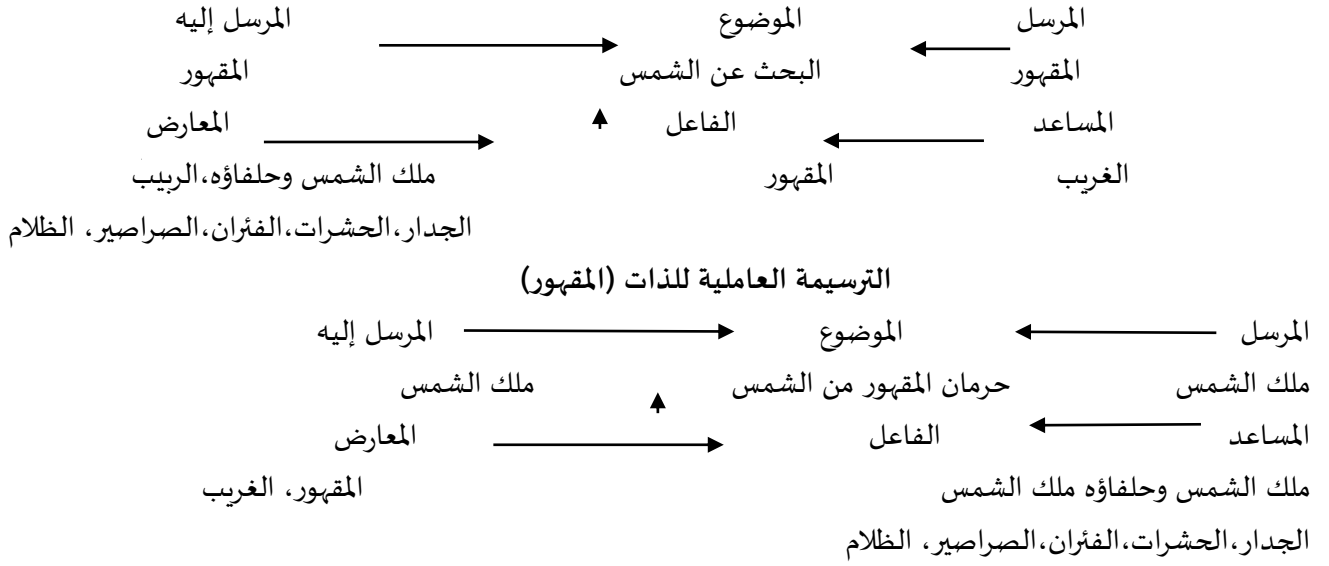 المرسل الموضوع المرسل إليه
المقهور البحث عن الشمس المقهور
المساعد الفاعل المعارض
الغريب المقهور ملك الشمس وحلفاؤه،الربيب
الجدار،الحشرات،الفئران،الصراصير، الظلام
الترسيمة العاملية للذات (المقهور)
المرسل الموضوع المرسل إليه
ملك الشمس حرمان المقهور من الشمس ملك الشمس
المساعد الفاعل المعارض
ملك الشمس وحلفاؤه ملك الشمس المقهور، الغريب
الجدار،الحشرات،الفئران،الصراصير، الظلام